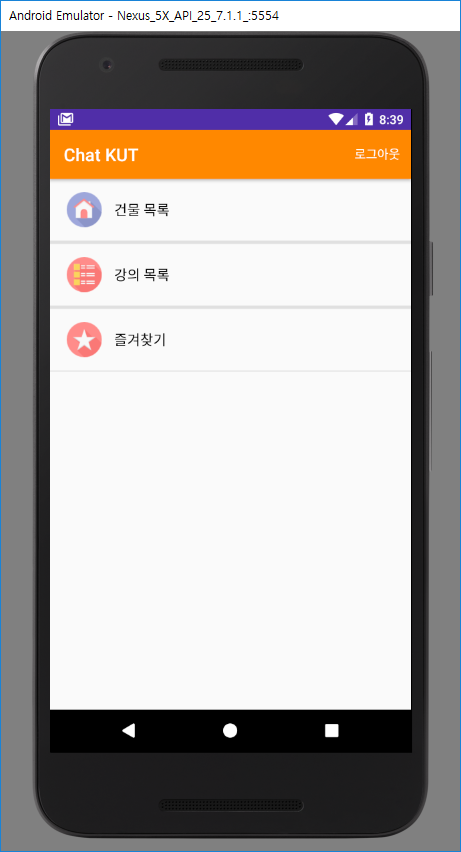 Android Emulator - Nexus_5X_API_25_7.1.1_:5554
8:39
Chat KUT
로그아웃
건물 목록
강의 목록
즐겨찾기